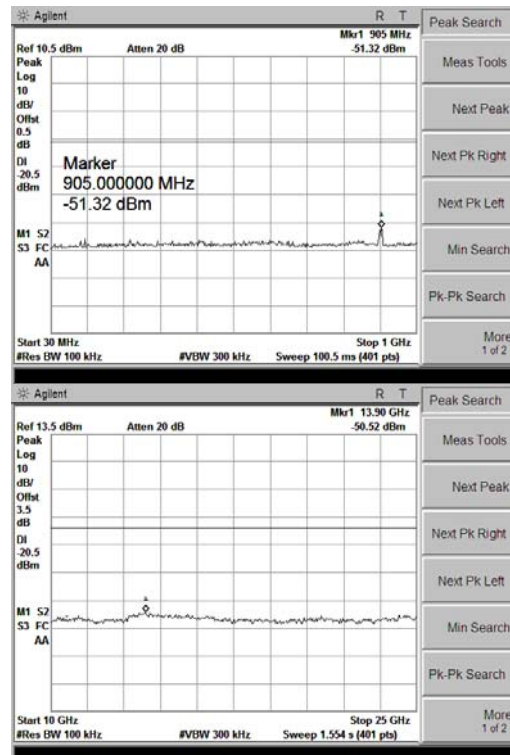 Agilent
R T
Peak Search
Mkr1 905 MHz
Ref 10.5 dBm Atten 20 dB -51.32 dBm
Peak
Log
10
dB/
Offst
0.5
dB
DI
-20.5
dBm
Marker
905.000000 MHz
-51.32 dBm
M1 S2
S3 FC
AA
Start 30 MHz Stop 1 GHz
#Res BW 100 kHz #VBW 300 kHz Sweep 100.5 ms (401 pts)
Meas Tools
Next Peak
Next Pk Right
Next Pk Left
Min Search
Pk-Pk Search
More
1 of 2
Agilent
R T
Peak Search
Mkr1 13.90 GHz
Ref 13.5 dBm Atten 20 dB -50.52 dBm
Peak
Log
10
dB/
Offst
3.5
dB
DI
-20.5
dBm
M1 S2
S3 FC
AA
Start 10 GHz Stop 25 GHz
#Res BW 100 kHz #VBW 300 kHz Sweep 1.554 s (401 pts)
Meas Tools
Next Peak
Next Pk Right
Next Pk Left
Min Search
Pk-Pk Search
More
1 of 2